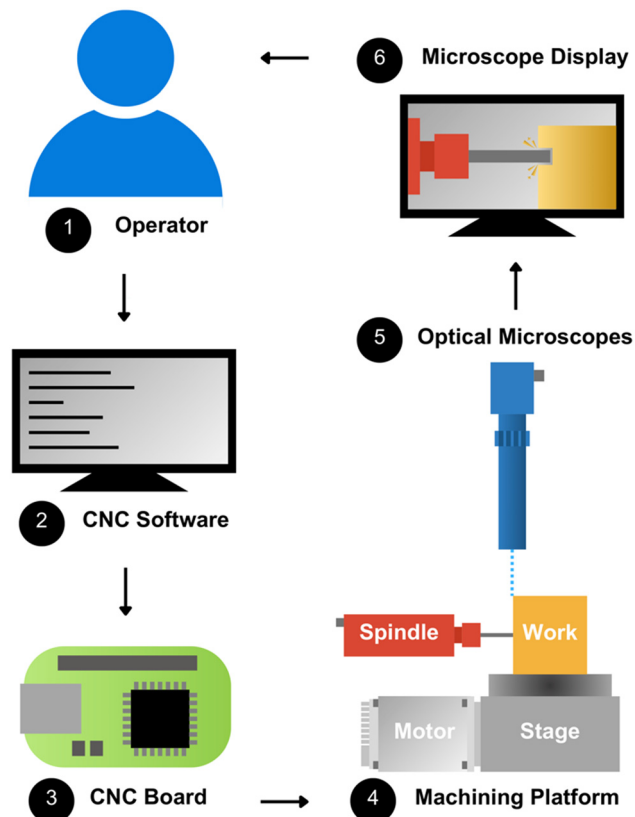 6 Microscope Display
1 Operator
5 Optical Microscopes
2 CNC Software
Spindle
Work
Motor
Stage
3 CNC Board
4 Machining Platform